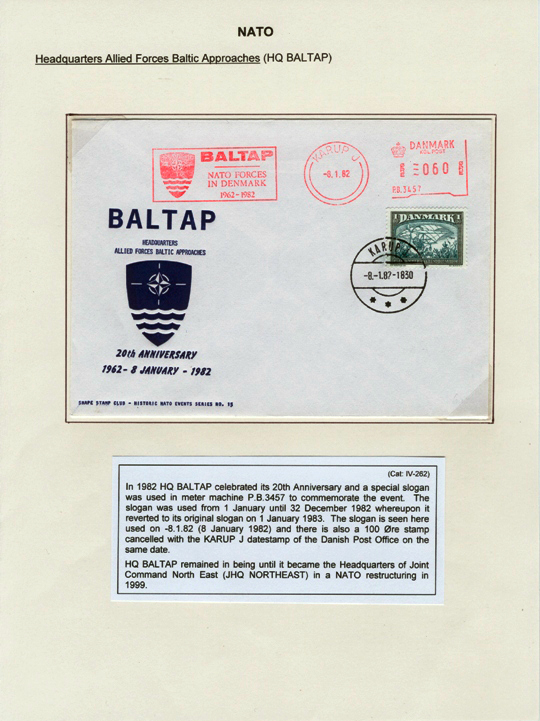 NATO
Headquarters Allied Forces Baltic Approaches (HQ BALTAP)
BALTAP
NATO FORCES
IN DENMARK
1962-1982
KARUP J
-8.1.82
DANMARK
060
P.B.3457
1 DANMARK 1
KARUP J
-8.-1.82-1830
BALTAP
HEADQUARTERS
ALLIED FORCES BALTIC APPROACHES
20th ANNIVERSARY
1962- 8 JANUARY - 1982
SHAPE STAMP CLUB - HISTORIC NATO EVENTS SERIES NO. 15
(Cat: IV-262)
In 1982 HQ BALTAP celebrated its 20th Anniversary and a special slogan
was used in meter machine P.B.3457 to commemorate the event. The
slogan was used from 1 January until 32 December 1982 whereupon it
reverted to its original slogan on 1 January 1983. The slogan is seen here
used on -8.1.82 (8 January 1982) and there is also a 100 Øre stamp
cancelled with the KARUP J datestamp of the Danish Post Office on the
same date.
HQ BALTAP remained in being until it became the Headquarters of Joint
Command North East (JHQ NORTHEAST) in a NATO restructuring in
1999.